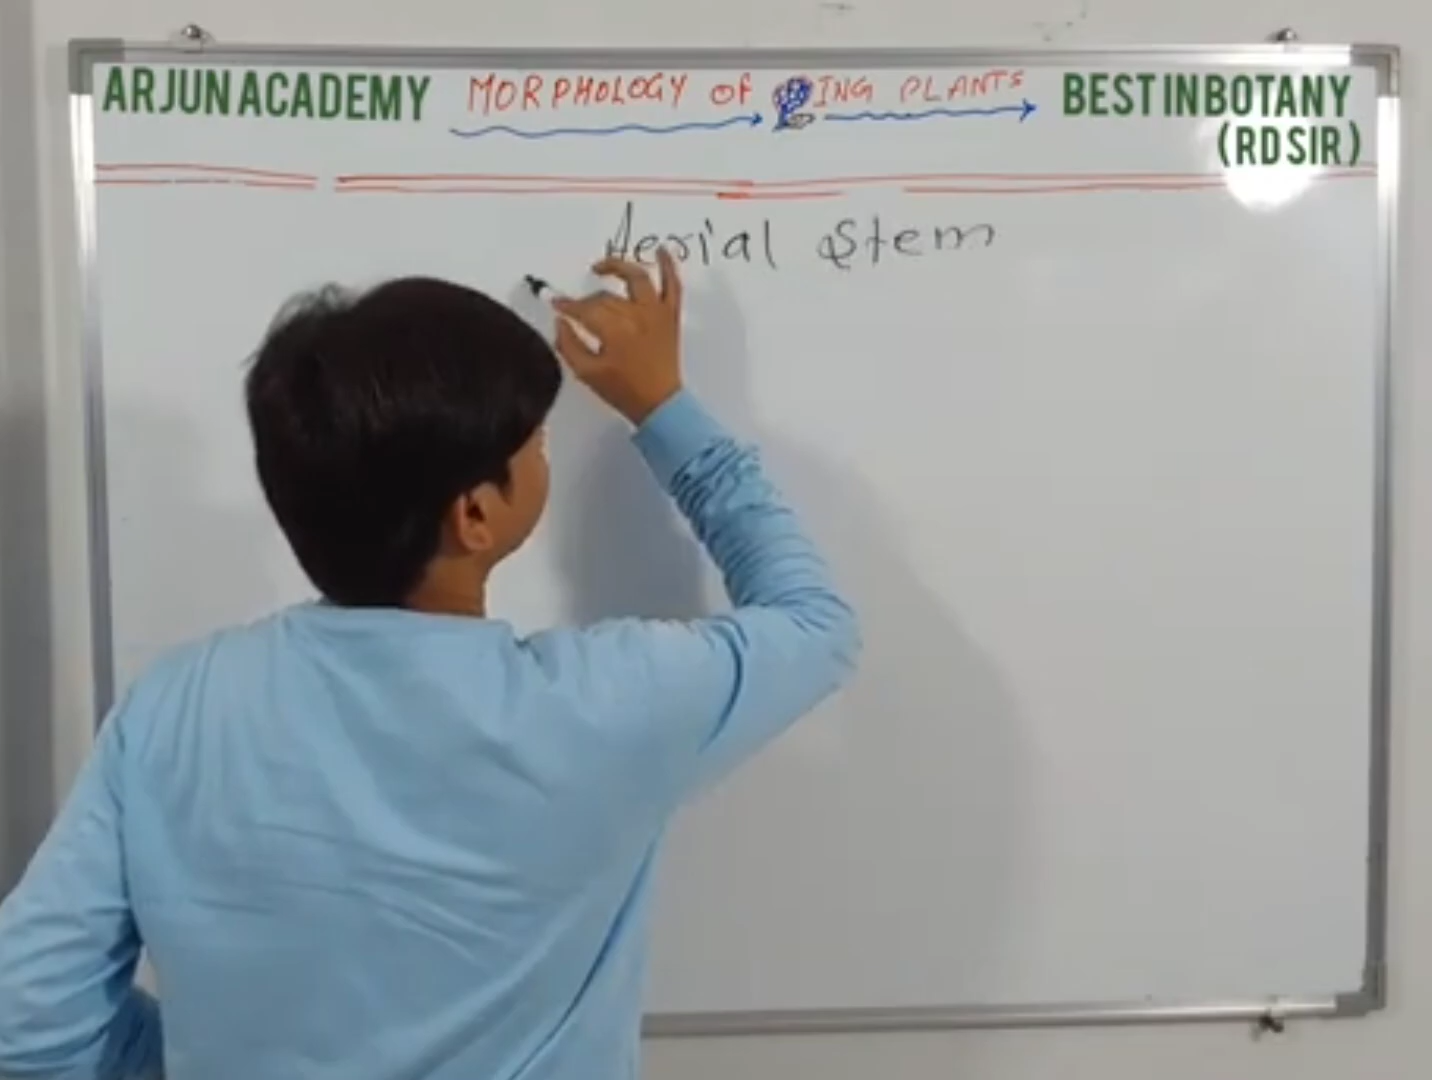 ARJUN ACADEMY MORPHOLOGY OF ING PLANTS BEST IN BOTANY
(RD SIR)
Aerial Stem